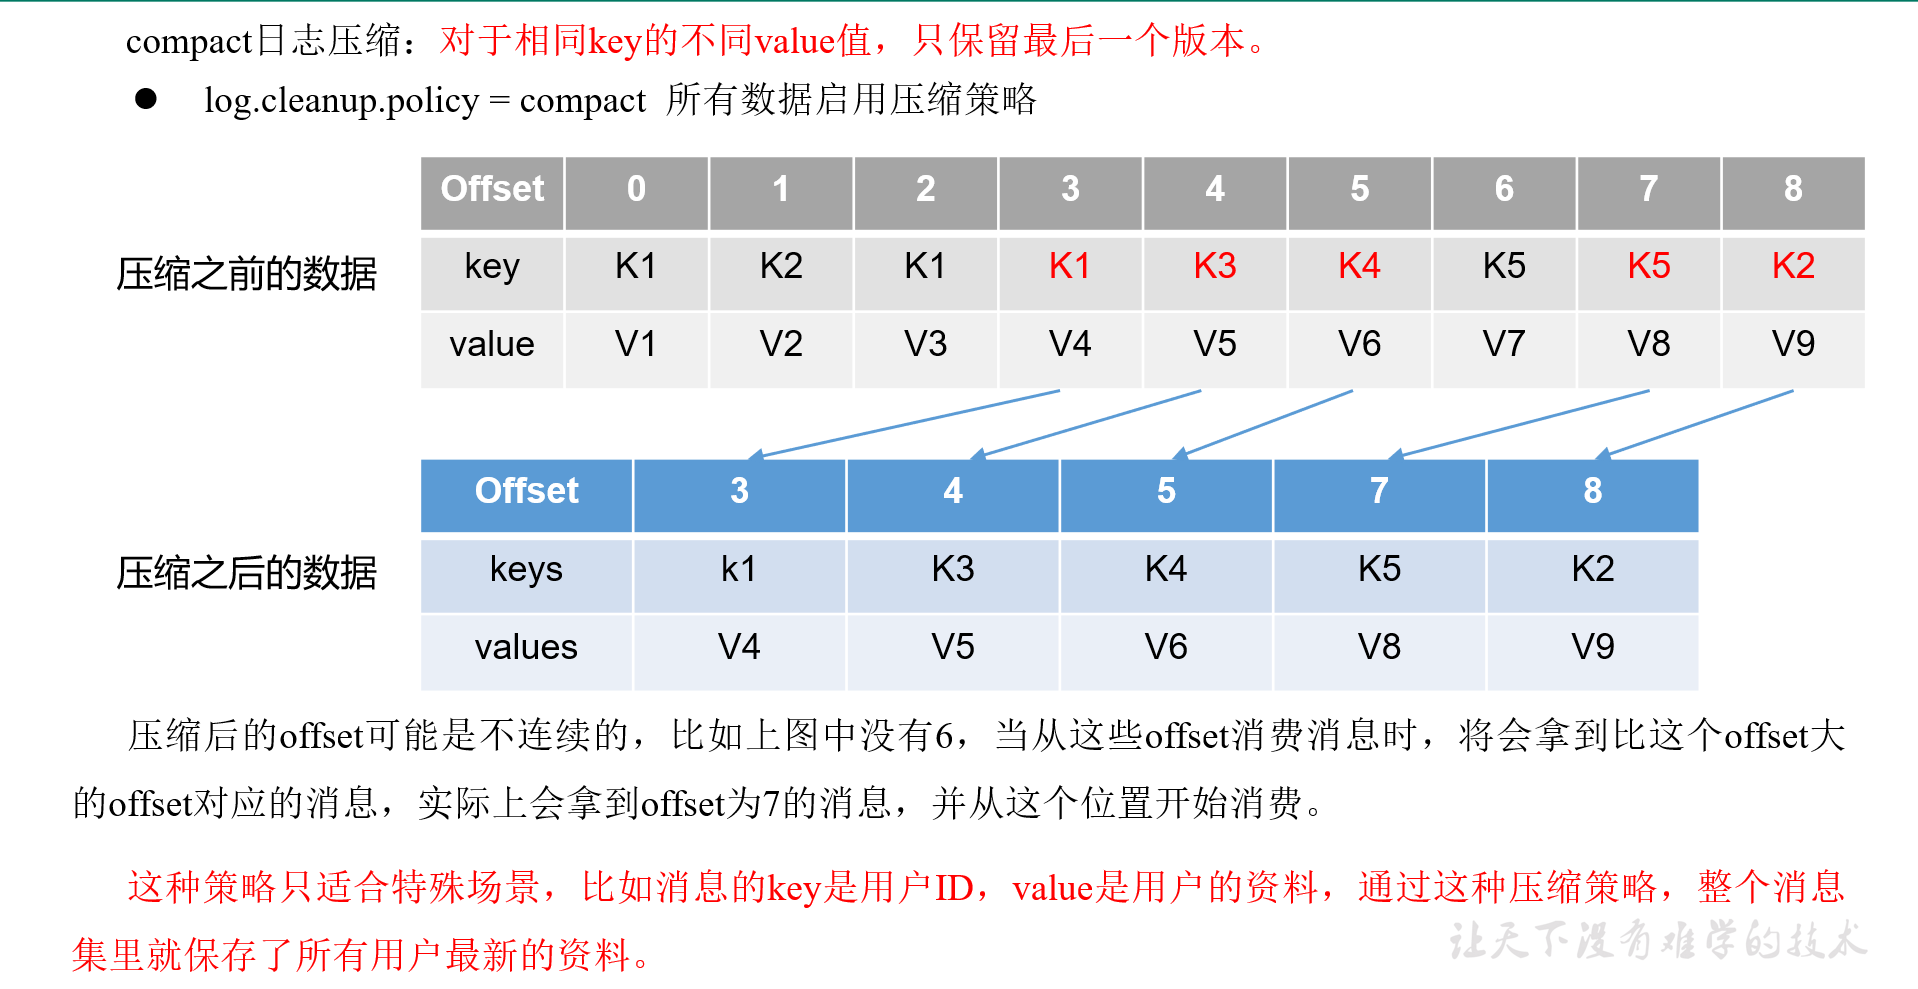 compact日志压缩：对于相同key的不同value值，只保留最后一个版本。
● log.cleanup.policy = compact 所有数据启用压缩策略
Offset 0 1 2 3 4 5 6 7 8
压缩之前的数据 key K1 K2 K1 K1 K3 K4 K5 K5 K2
value V1 V2 V3 V4 V5 V6 V7 V8 V9
Offset 3 4 5 7 8
压缩之后的数据 keys k1 K3 K4 K5 K2
values V4 V5 V6 V8 V9
压缩后的offset可能是不连续的，比如上图中没有6，当从这些offset消费消息时，将会拿到比这个offset大
的offset对应的消息，实际上会拿到offset为7的消息，并从这个位置开始消费。
这种策略只适合特殊场景，比如消息的key是用户ID，value是用户的资料，通过这种压缩策略，整个消息
集里就保存了所有用户最新的资料。
让天下没有难学的技术